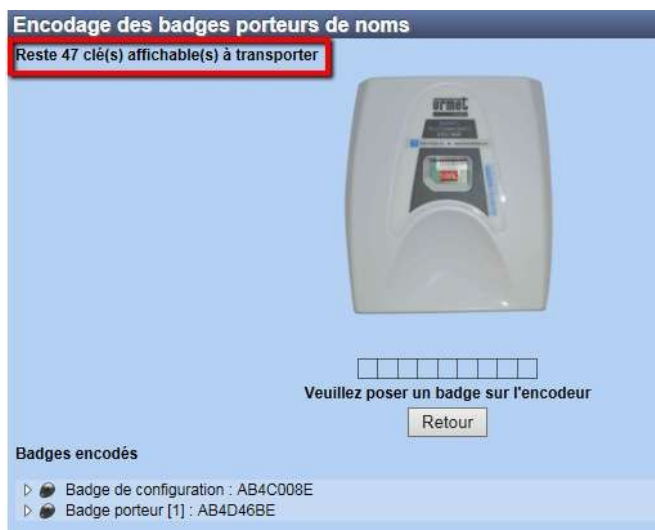 Encodage des badges porteurs de noms
Reste 47 clé(s) affichable(s) à transporter
urmet
Veuillez poser un badge sur l'encodeur
Retour
Badges encodés
Badge de configuration : AB4C008E
Badge porteur [1] : AB4D46BE